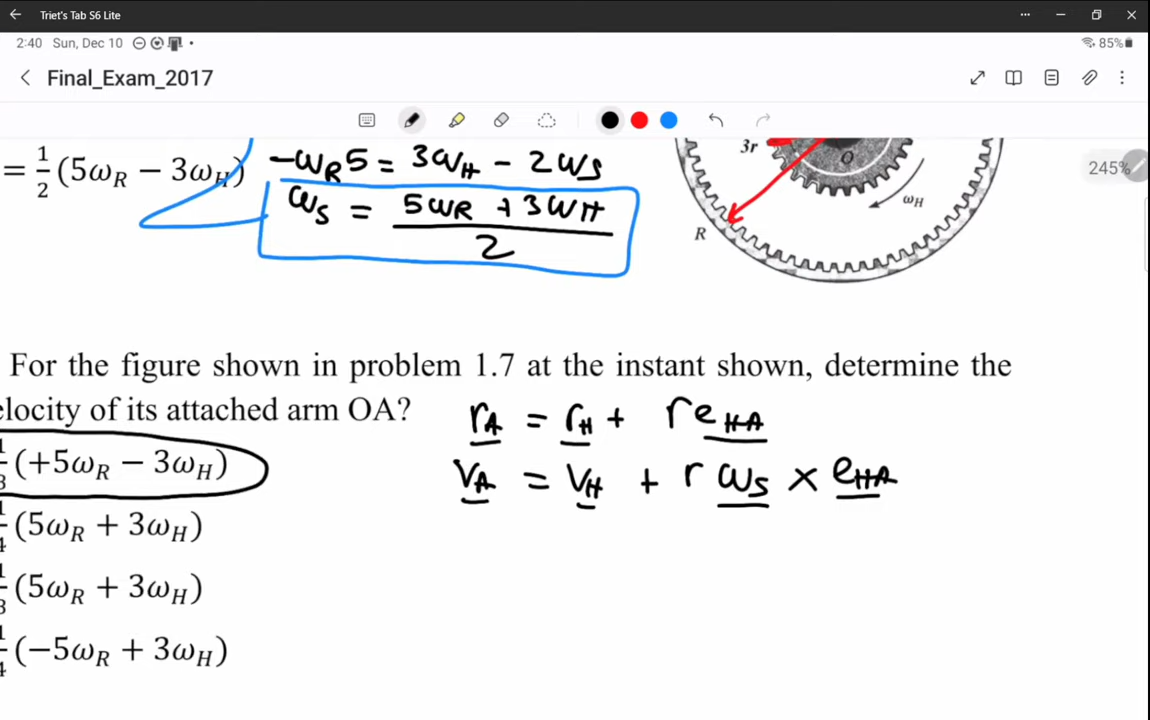 Triet's Tab S6 Lite
2:40 Sun, Dec 10 85%
Final_Exam_2017
= 1/2 (5ω_R − 3ω_H)
-ω_R 5 = 3ω_H - 2ω_S
ω_S = (5ω_R + 3ω_H)/2
3r
O
ω_H
R
245%
For the figure shown in problem 1.7 at the instant shown, determine the
elocity of its attached arm OA?
r_A = r_H + r e_HA
(+5ω_R − 3ω_H)
v_A = v_H + r ω_S × e_HA
(5ω_R + 3ω_H)
(5ω_R + 3ω_H)
(−5ω_R + 3ω_H)